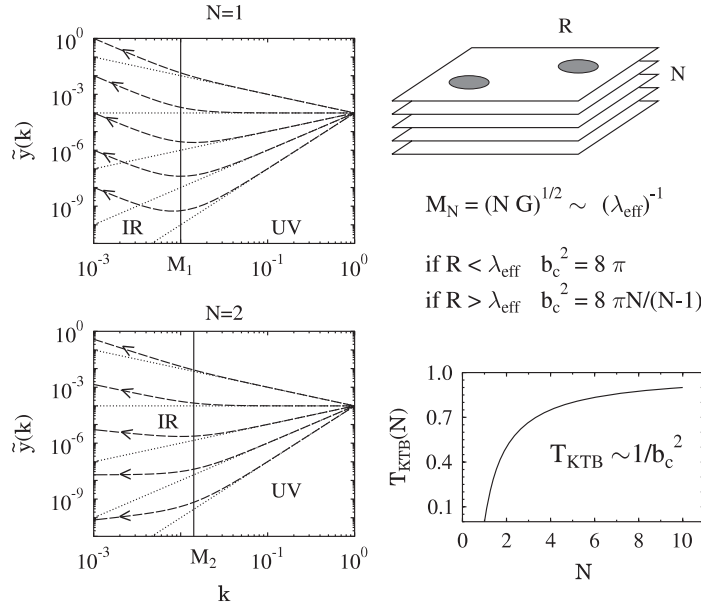 N=1
10^0
10^-3
10^-6
10^-9
ỹ(k)
IR
UV
10^-3
M_1
10^-1
10^0
N=2
10^0
10^-3
10^-6
10^-9
ỹ(k)
IR
UV
10^-3
10^-2
M_2
10^-1
10^0
k
R
N
M_N = (N G)^1/2 ~ (λ_eff)^-1
if R < λ_eff b_c^2 = 8 π
if R > λ_eff b_c^2 = 8 πN/(N-1)
1.0
0.7
0.4
0.1
T_KTB(N)
T_KTB ~1/b_c^2
0
2
4
6
8
10
N